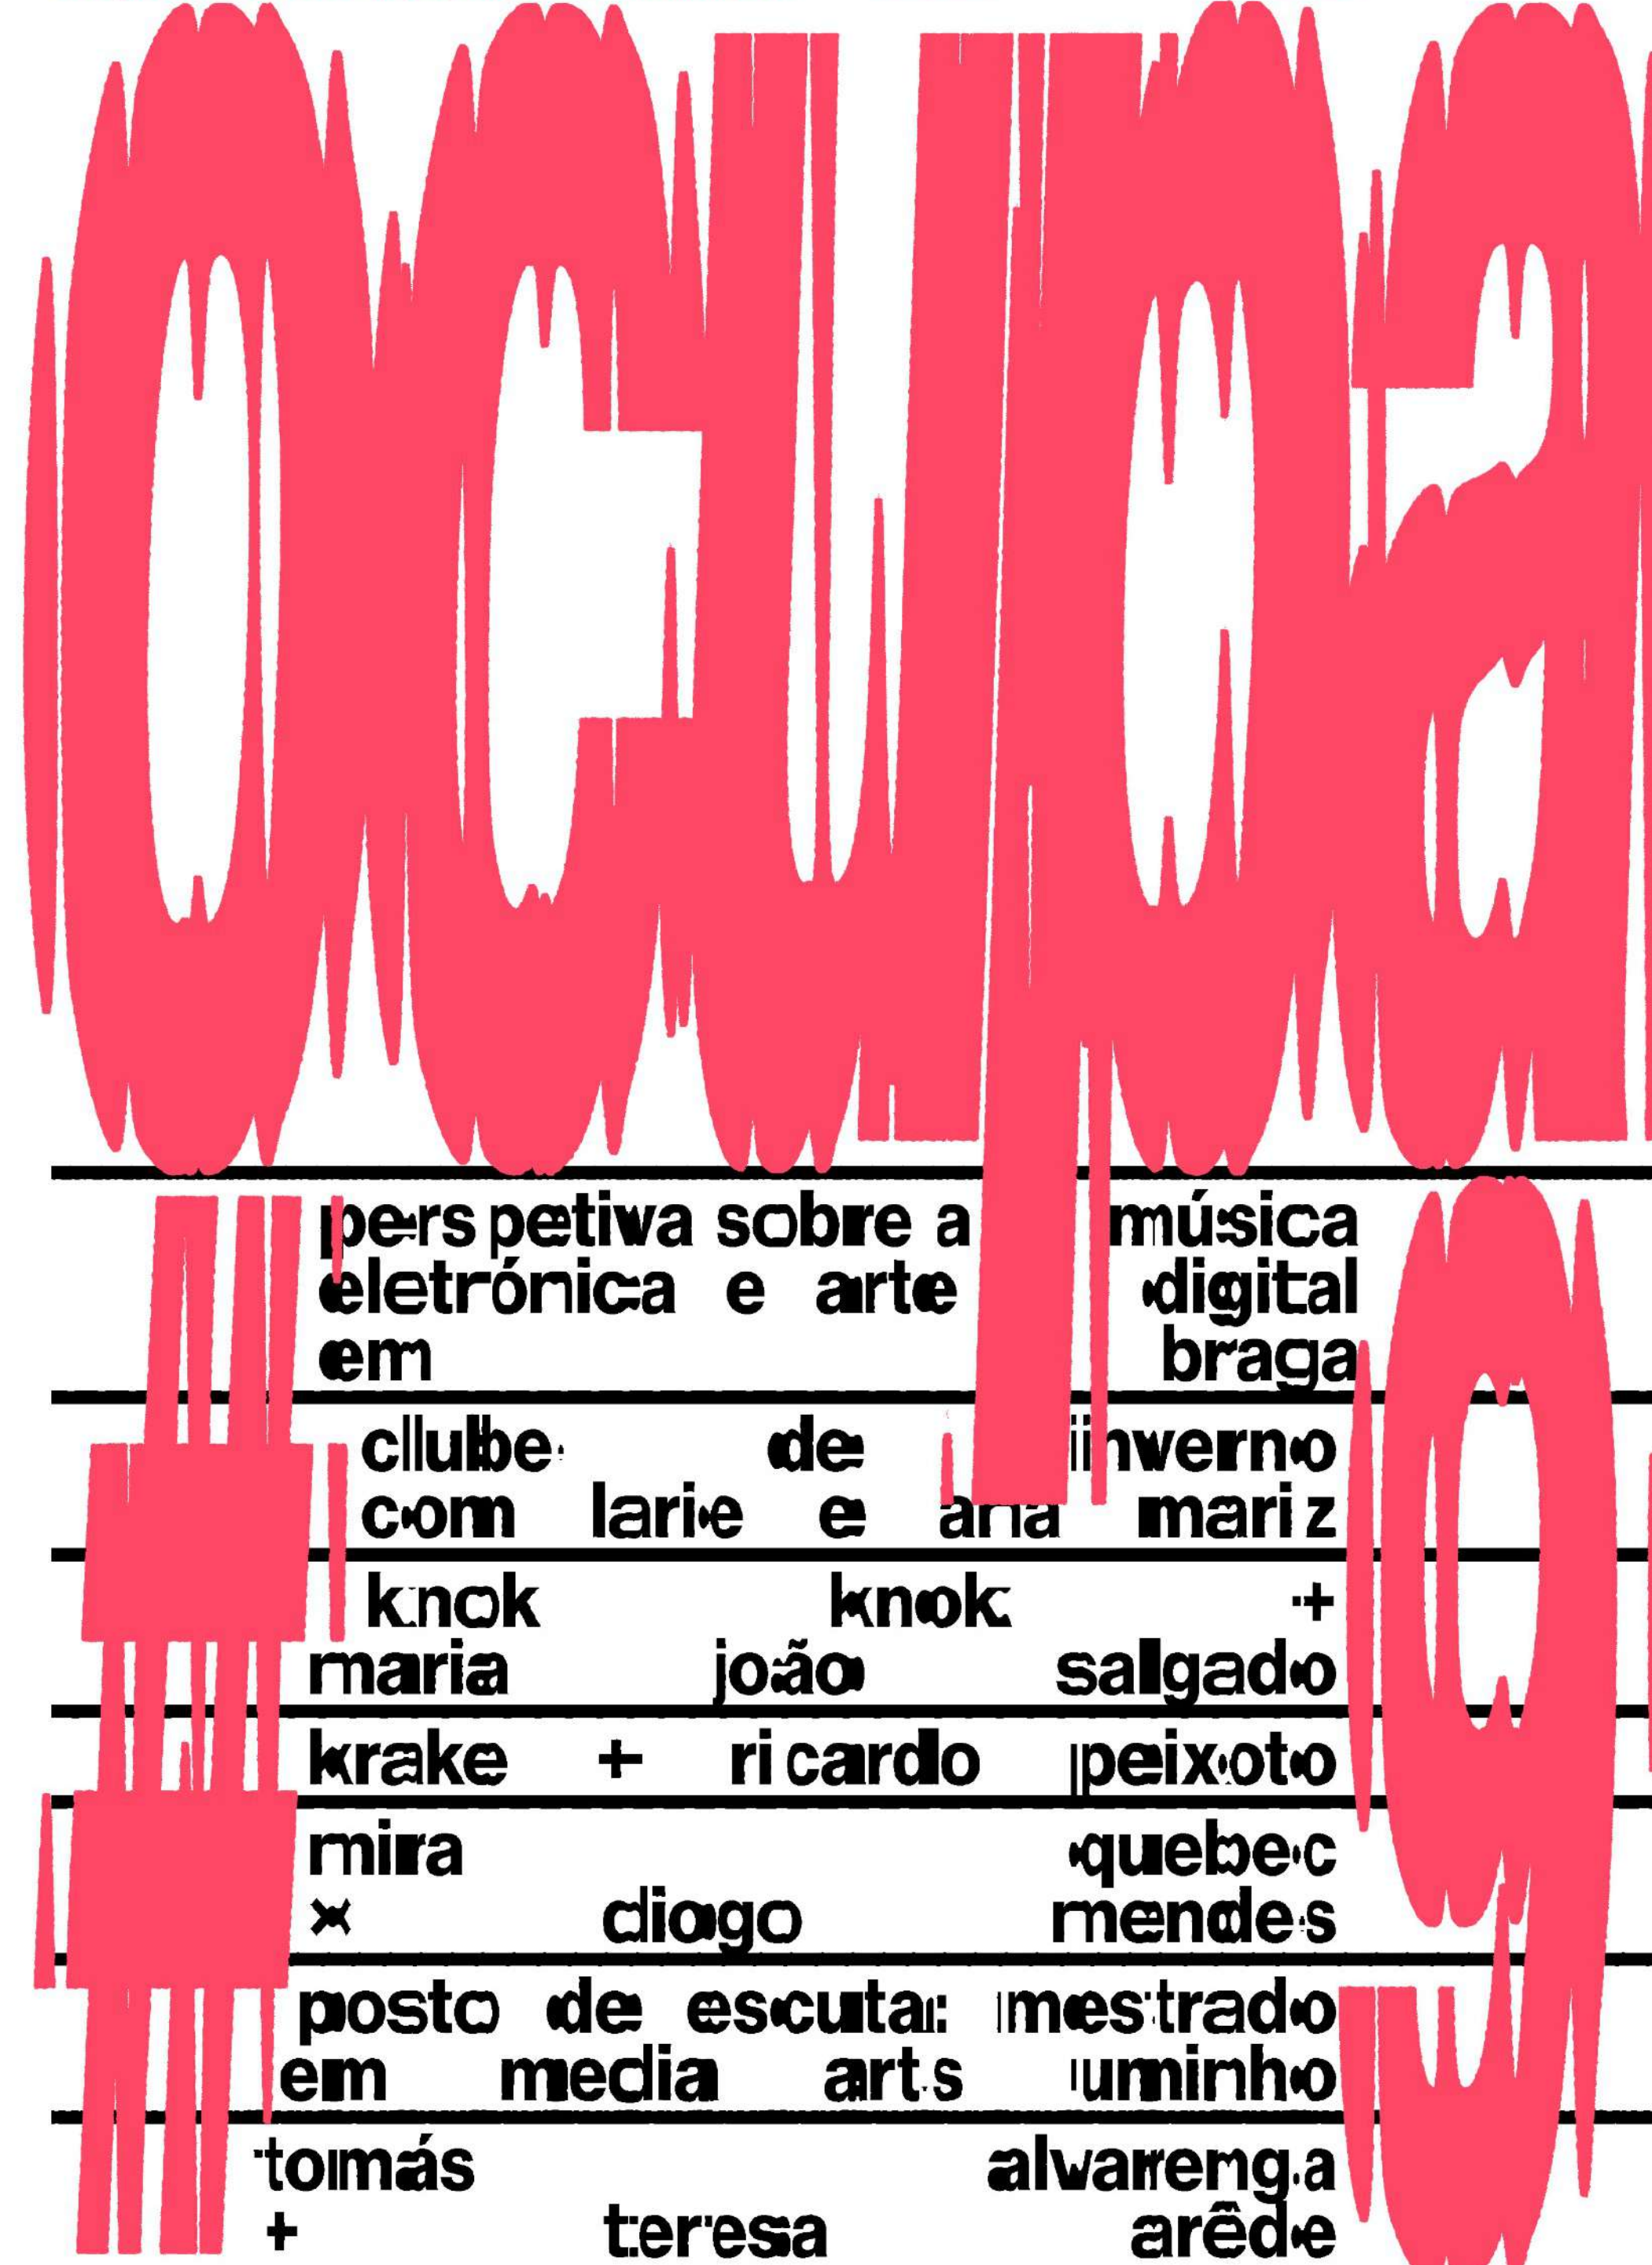 ocupa
#9
perspetiva sobre a música
eletrónica e arte digital
em braga
clube de inverno
com larie e ana mariz
knok knok +
maria joão salgado
krake + ricardo peixoto
mira quebec
× diogo mendes
posto de escuta: mestrado
em media arts uminho
tomás alvarenga
+ teresa arêde